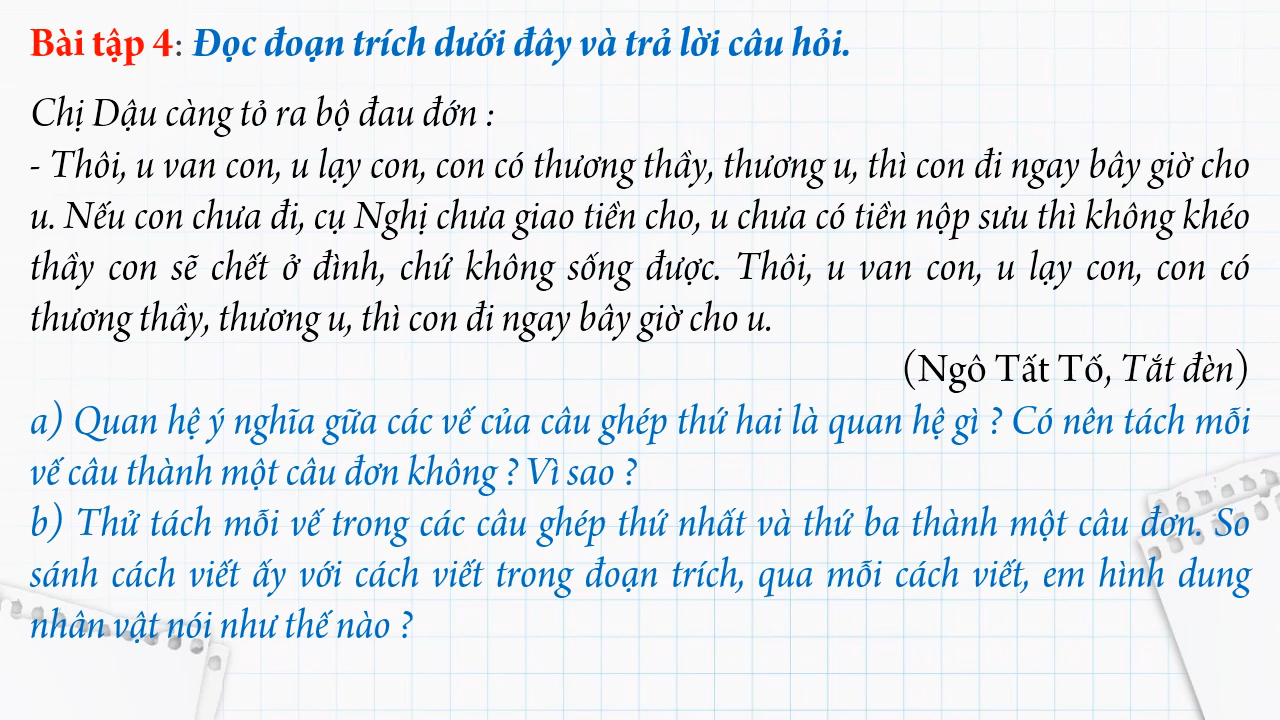 Bài tập 4: Đọc đoạn trích dưới đây và trả lời câu hỏi.
Chị Dậu càng tỏ ra bộ đau đớn :
- Thôi, u van con, u lạy con, con có thương thầy, thương u, thì con đi ngay bây giờ cho
u. Nếu con chưa đi, cụ Nghị chưa giao tiền cho, u chưa có tiền nộp sưu thì không khéo
thầy con sẽ chết ở đình, chứ không sống được. Thôi, u van con, u lạy con, con có
thương thầy, thương u, thì con đi ngay bây giờ cho u.
(Ngô Tất Tố, Tắt đèn)
a) Quan hệ ý nghĩa gữa các vế của câu ghép thứ hai là quan hệ gì ? Có nên tách mỗi
vế câu thành một câu đơn không ? Vì sao ?
b) Thử tách mỗi vế trong các câu ghép thứ nhất và thứ ba thành một câu đơn. So
sánh cách viết ấy với cách viết trong đoạn trích, qua mỗi cách viết, em hình dung
nhân vật nói như thế nào ?